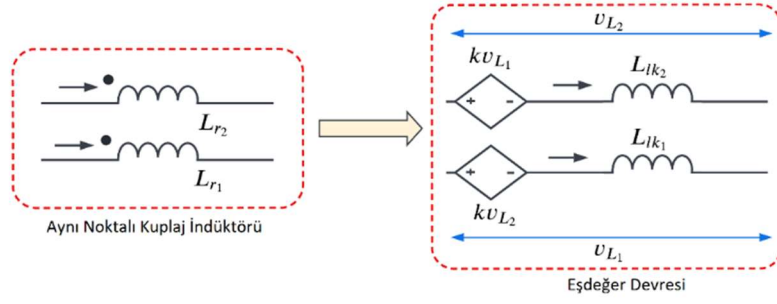 L_{r_2}
L_{r_1}
Aynı Noktalı Kuplaj İndüktörü
v_{L_2}
kv_{L_1}
L_{lk_2}
+ -
L_{lk_1}
+ -
kv_{L_2}
v_{L_1}
Eşdeğer Devresi